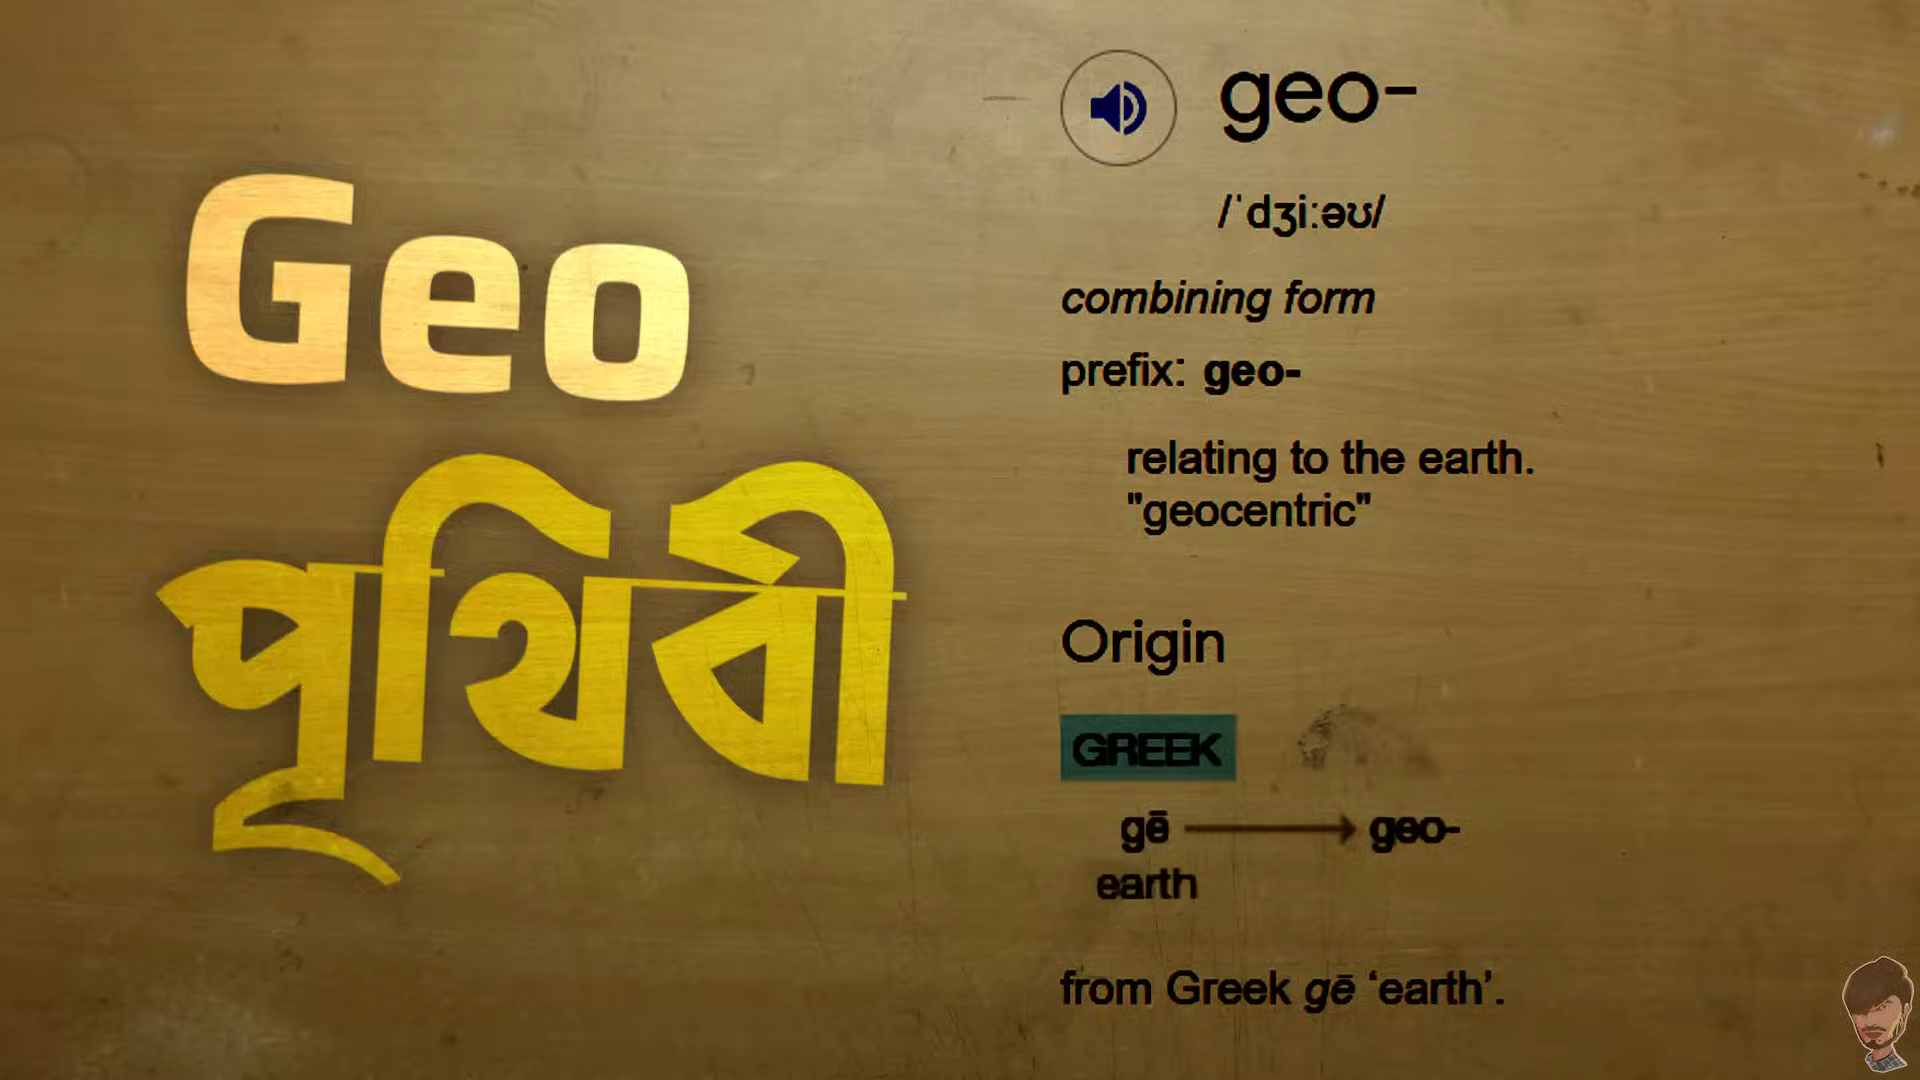 Geo
পৃথিবী
geo-
/ˈdʒiːəʊ/
combining form
prefix: geo-
relating to the earth.
"geocentric"
Origin
GREEK
gē → geo-
earth
from Greek gē ‘earth’.